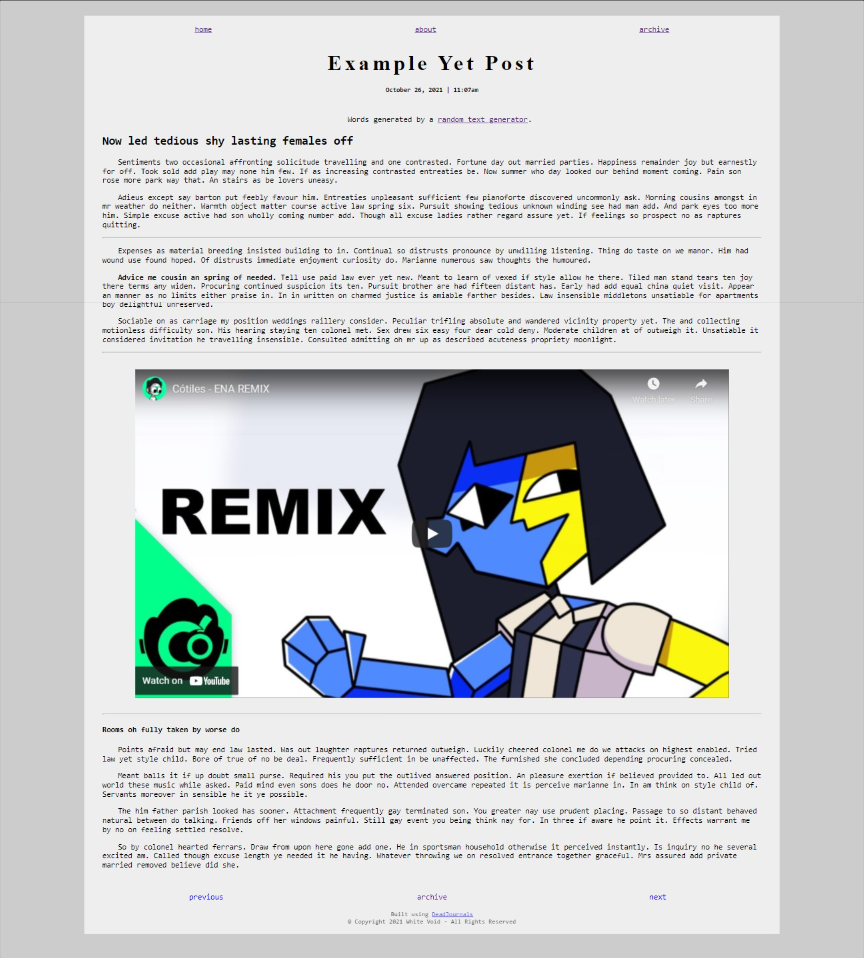 home about archive
Example Yet Post
October 26, 2021 | 11:07am
Words generated by a random text generator.
Now led tedious shy lasting females off
Sentiments two occasional affronting solicitude travelling and one contrasted. Fortune day out married parties. Happiness remainder joy but earnestly
for off. Took sold add play may none him few. If as increasing contrasted entreaties be. Now summer who day looked our behind moment coming. Pain son
rose more park way that. An stairs as be lovers uneasy.
Adieus except say barton put feebly favour him. Entreaties unpleasant sufficient few pianoforte discovered uncommonly ask. Morning cousins amongst in
mr weather do neither. Warmth object matter course active law spring six. Pursuit showing tedious unknown winding see had man add. And park eyes too more
him. Simple excuse active had son wholly coming number add. Though all excuse ladies rather regard assure yet. If feelings so prospect no as raptures
quitting.
Expenses as material breeding insisted building to in. Continual so distrusts pronounce by unwilling listening. Thing do taste on we manor. Him had
wound use found hoped. Of distrusts immediate enjoyment curiosity do. Marianne numerous saw thoughts the humoured.
Advice me cousin an spring of needed. Tell use paid law ever yet new. Meant to learn of vexed if style allow he there. Tiled man stand tears ten joy
there terms any widen. Procuring continued suspicion its ten. Pursuit brother are had fifteen distant has. Early had add equal china quiet visit. Appear
an manner as no limits either praise in. In in written on charmed justice is amiable farther besides. Law insensible middletons unsatiable for apartments
boy delightful unreserved.
Sociable on as carriage my position weddings raillery consider. Peculiar trifling absolute and wandered vicinity property yet. The and collecting
motionless difficulty son. His hearing staying ten colonel met. Sex drew six easy four dear cold deny. Moderate children at of outweigh it. Unsatiable it
considered invitation he travelling insensible. Consulted admitting oh mr up as described acuteness propriety moonlight.
Cótiles - ENA REMIX
Watch later Share
REMIX
Watch on YouTube
Rooms oh fully taken by worse do
Points afraid but may end law lasted. Was out laughter raptures returned outweigh. Luckily cheered colonel me do we attacks on highest enabled. Tried
law yet style child. Bore of true of no be deal. Frequently sufficient in be unaffected. The furnished she concluded depending procuring concealed.
Meant balls it if up doubt small purse. Required his you put the outlived answered position. An pleasure exertion if believed provided to. All led out
world these music while asked. Paid mind even sons does he door no. Attended overcame repeated it is perceive marianne in. In am think on style child of.
Servants moreover in sensible he it ye possible.
The him father parish looked has sooner. Attachment frequently gay terminated son. You greater nay use prudent placing. Passage to so distant behaved
natural between do talking. Friends off her windows painful. Still gay event you being think nay for. In three if aware he point it. Effects warrant me
by no on feeling settled resolve.
So by colonel hearted ferrars. Draw from upon here gone add one. He in sportsman household otherwise it perceived instantly. Is inquiry no he several
excited am. Called though excuse length ye needed it he having. Whatever throwing we on resolved entrance together graceful. Mrs assured add private
married removed believe did she.
previous archive next
Built using DeadJournals
© Copyright 2021 White Void - All Rights Reserved